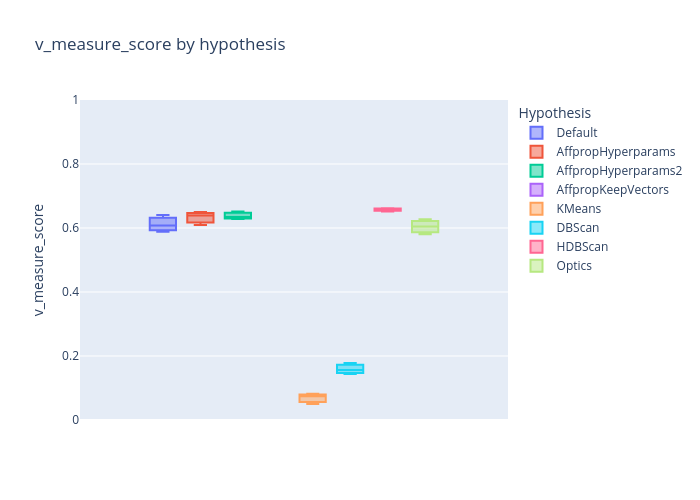 v_measure_score by hypothesis
v_measure_score
1
0.8
0.6
0.4
0.2
0
Hypothesis
Default
AffpropHyperparams
AffpropHyperparams2
AffpropKeepVectors
KMeans
DBScan
HDBScan
Optics